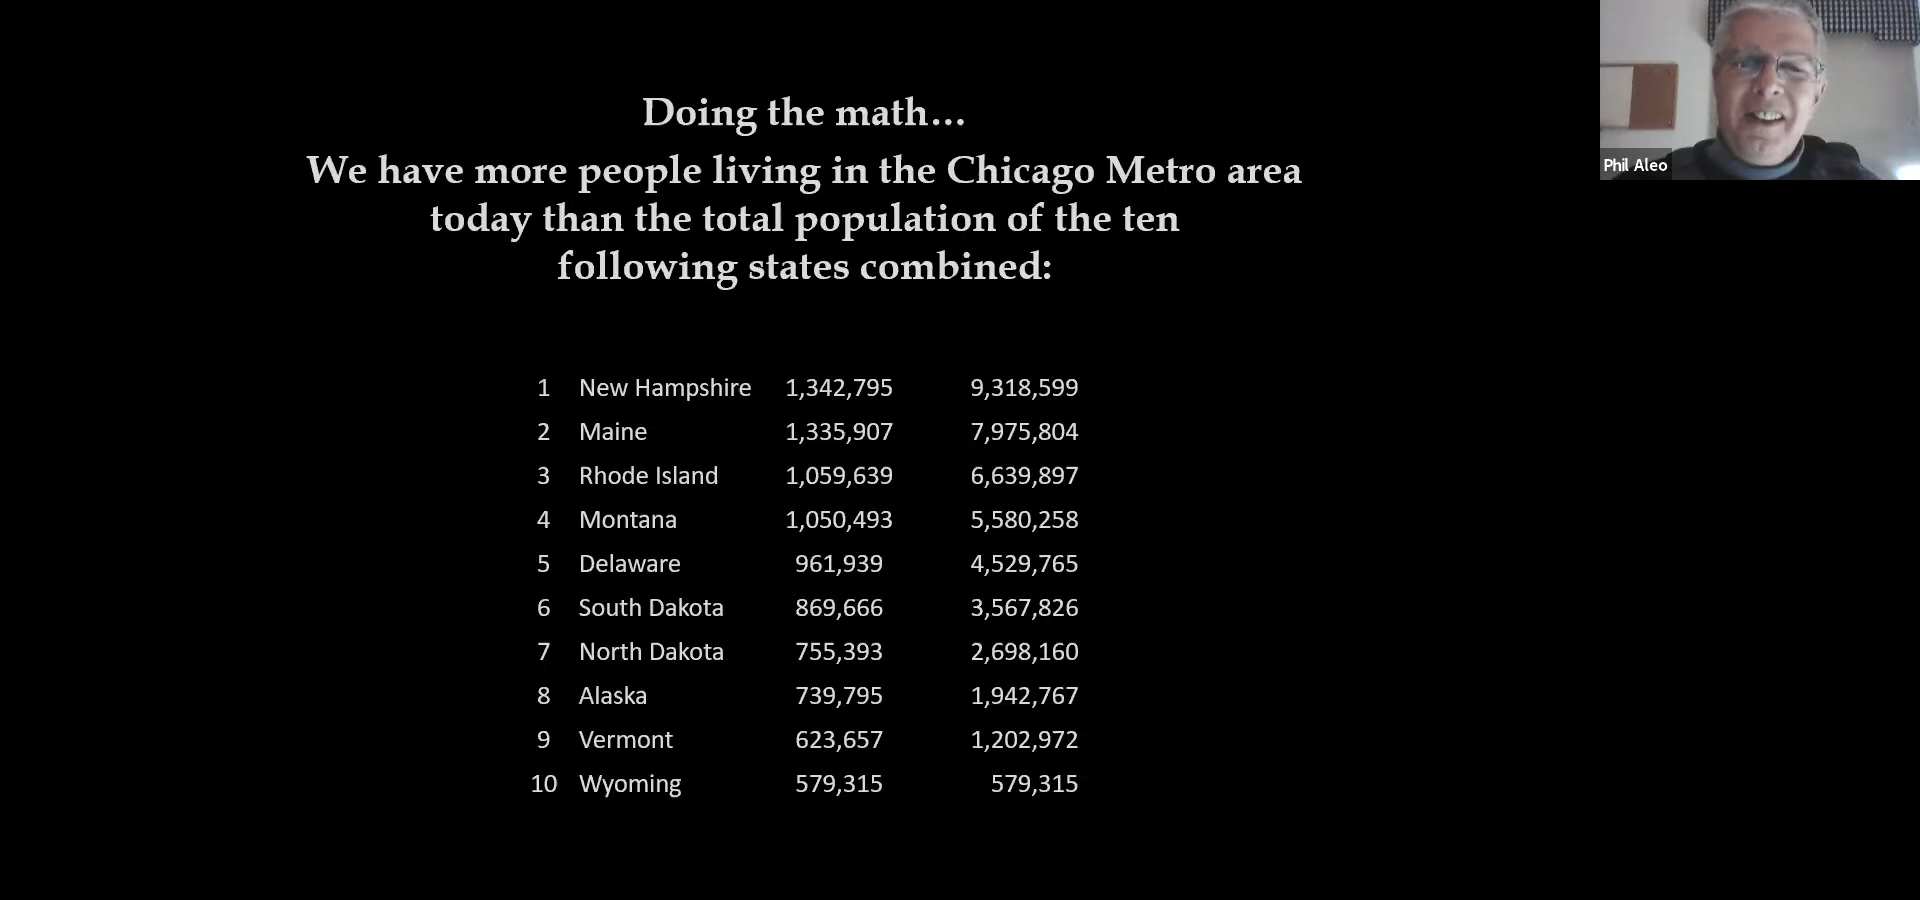 Doing the math...
We have more people living in the Chicago Metro area
today than the total population of the ten
following states combined:
1 New Hampshire 1,342,795 9,318,599
2 Maine 1,335,907 7,975,804
3 Rhode Island 1,059,639 6,639,897
4 Montana 1,050,493 5,580,258
5 Delaware 961,939 4,529,765
6 South Dakota 869,666 3,567,826
7 North Dakota 755,393 2,698,160
8 Alaska 739,795 1,942,767
9 Vermont 623,657 1,202,972
10 Wyoming 579,315 579,315
Phil Aleo